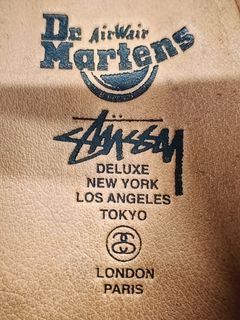 Dr AirWair
Martens
STÜSSY
DELUXE
NEW YORK
LOS ANGELES
TOKYO
LONDON
PARIS